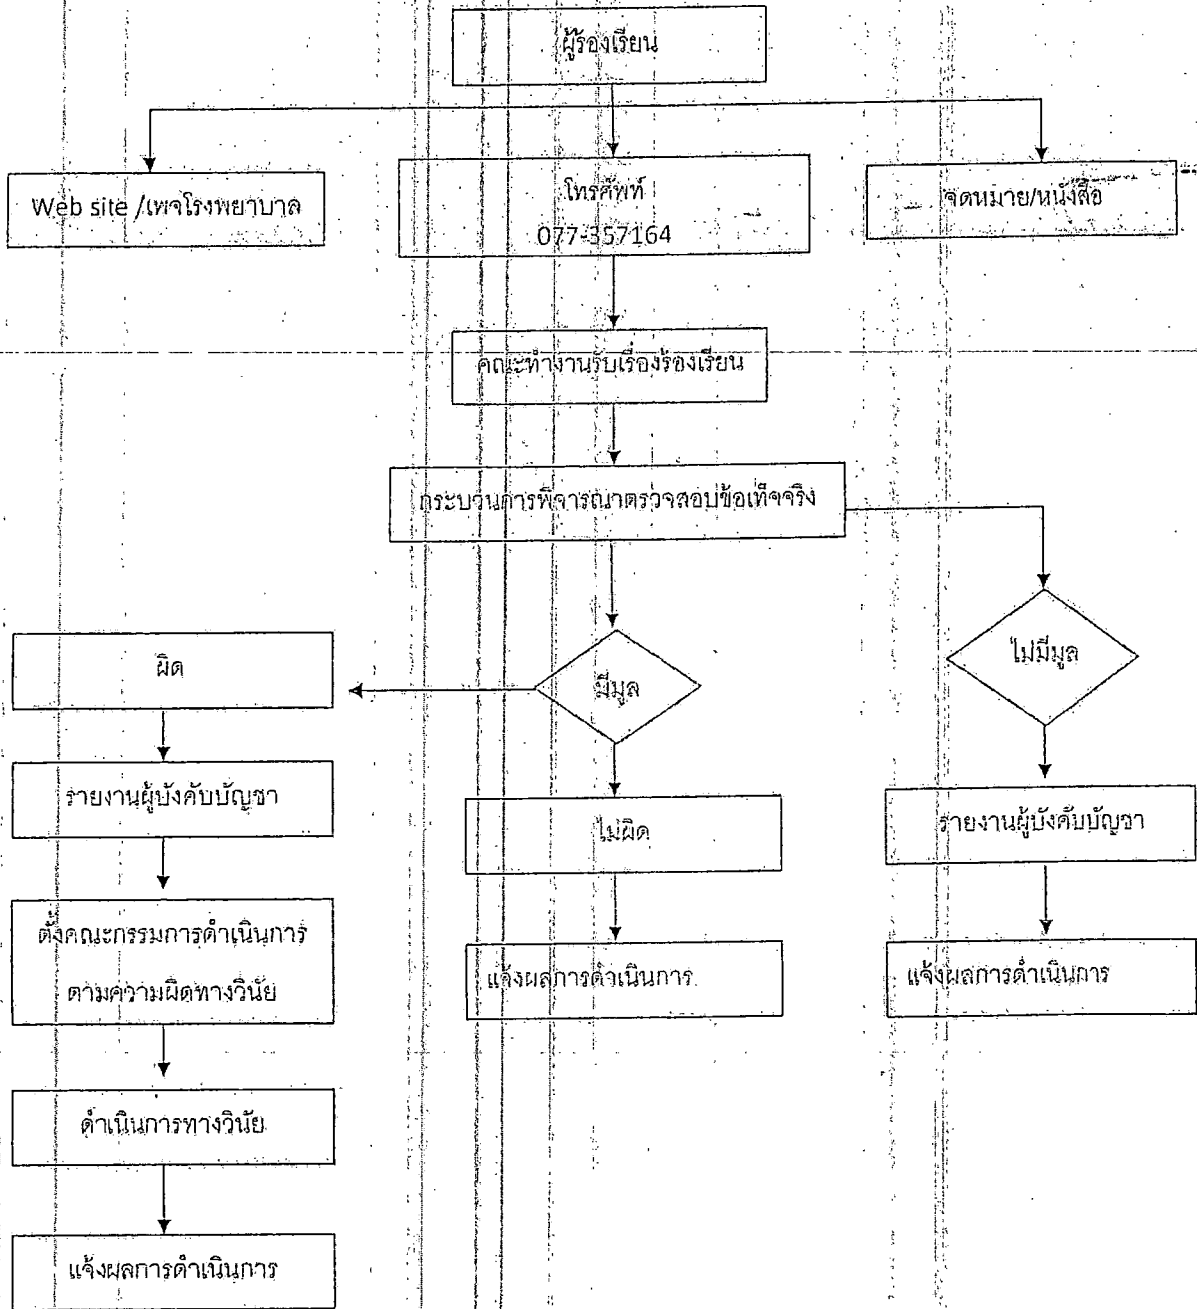 ผู้ร้องเรียน
Web site /เพจโรงพยาบาล
โทรศัพท์
077-357164
จดหมาย/หนังสือ
คณะทำงานรับเรื่องร้องเรียน
กระบวนการพิจารณาตรวจสอบข้อเท็จจริง
ไม่มีมูล
มีมูล
ผิด
รายงานผู้บังคับบัญชา
ตั้งคณะกรรมการดำเนินการ
ตามความผิดทางวินัย
ดำเนินการทางวินัย
แจ้งผลการดำเนินการ
ไม่ผิด
แจ้งผลการดำเนินการ
รายงานผู้บังคับบัญชา
แจ้งผลการดำเนินการ